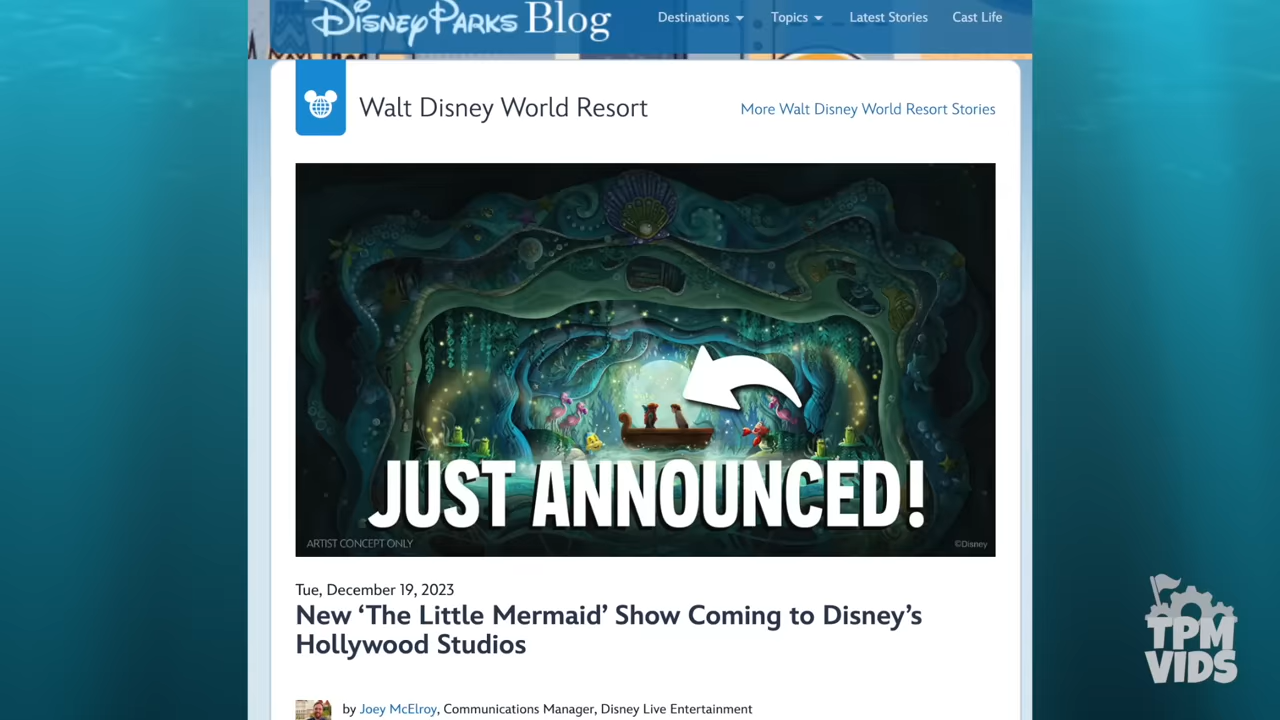 Disney Parks Blog
Destinations Topics Latest Stories Cast Life
Walt Disney World Resort
More Walt Disney World Resort Stories
JUST ANNOUNCED!
ARTIST CONCEPT ONLY
©Disney
Tue, December 19, 2023
New ‘The Little Mermaid’ Show Coming to Disney’s
Hollywood Studios
by Joey McElroy, Communications Manager, Disney Live Entertainment
TPM
VIDS